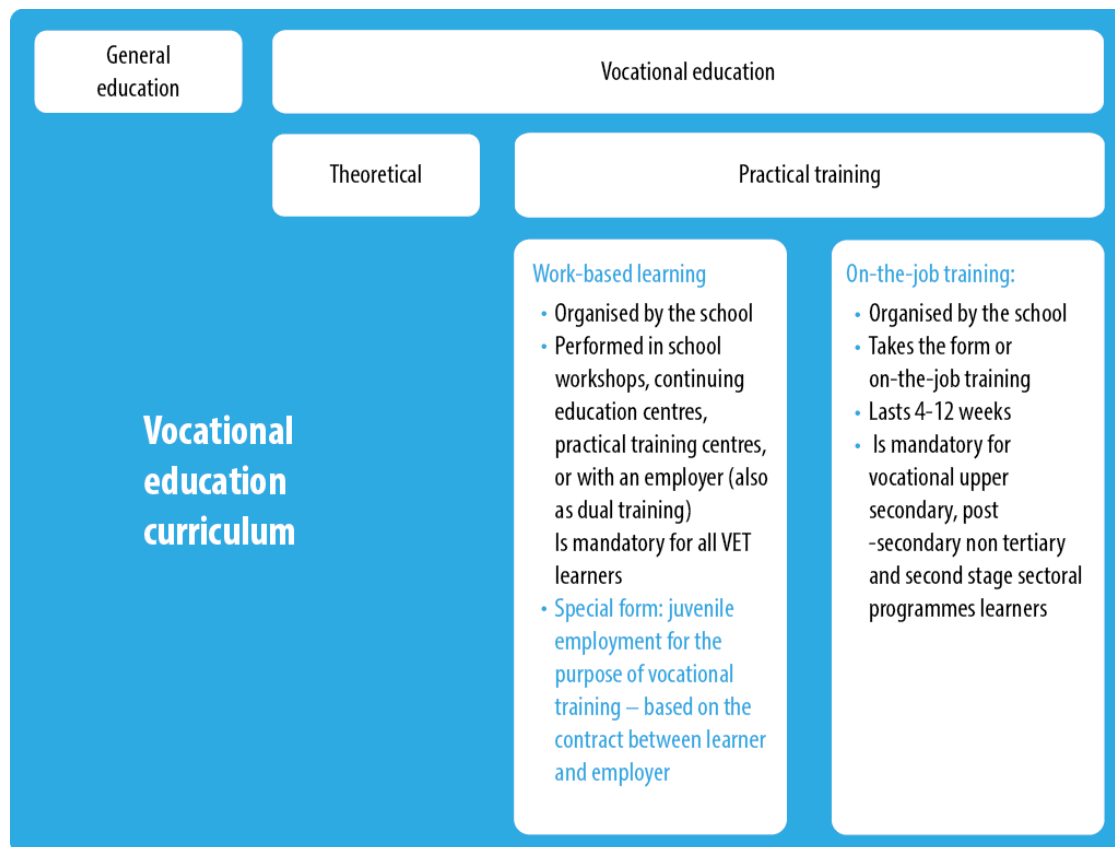 General
education
Vocational education
Theoretical
Practical training
Vocational
education
curriculum
Work-based learning
• Organised by the school
• Performed in school
workshops, continuing
education centres,
practical training centres,
or with an employer (also
as dual training)
Is mandatory for all VET
learners
• Special form: juvenile
employment for the
purpose of vocational
training – based on the
contract between learner
and employer
On-the-job training:
• Organised by the school
• Takes the form or
on-the-job training
• Lasts 4-12 weeks
• Is mandatory for
vocational upper
secondary, post
-secondary non tertiary
and second stage sectoral
programmes learners